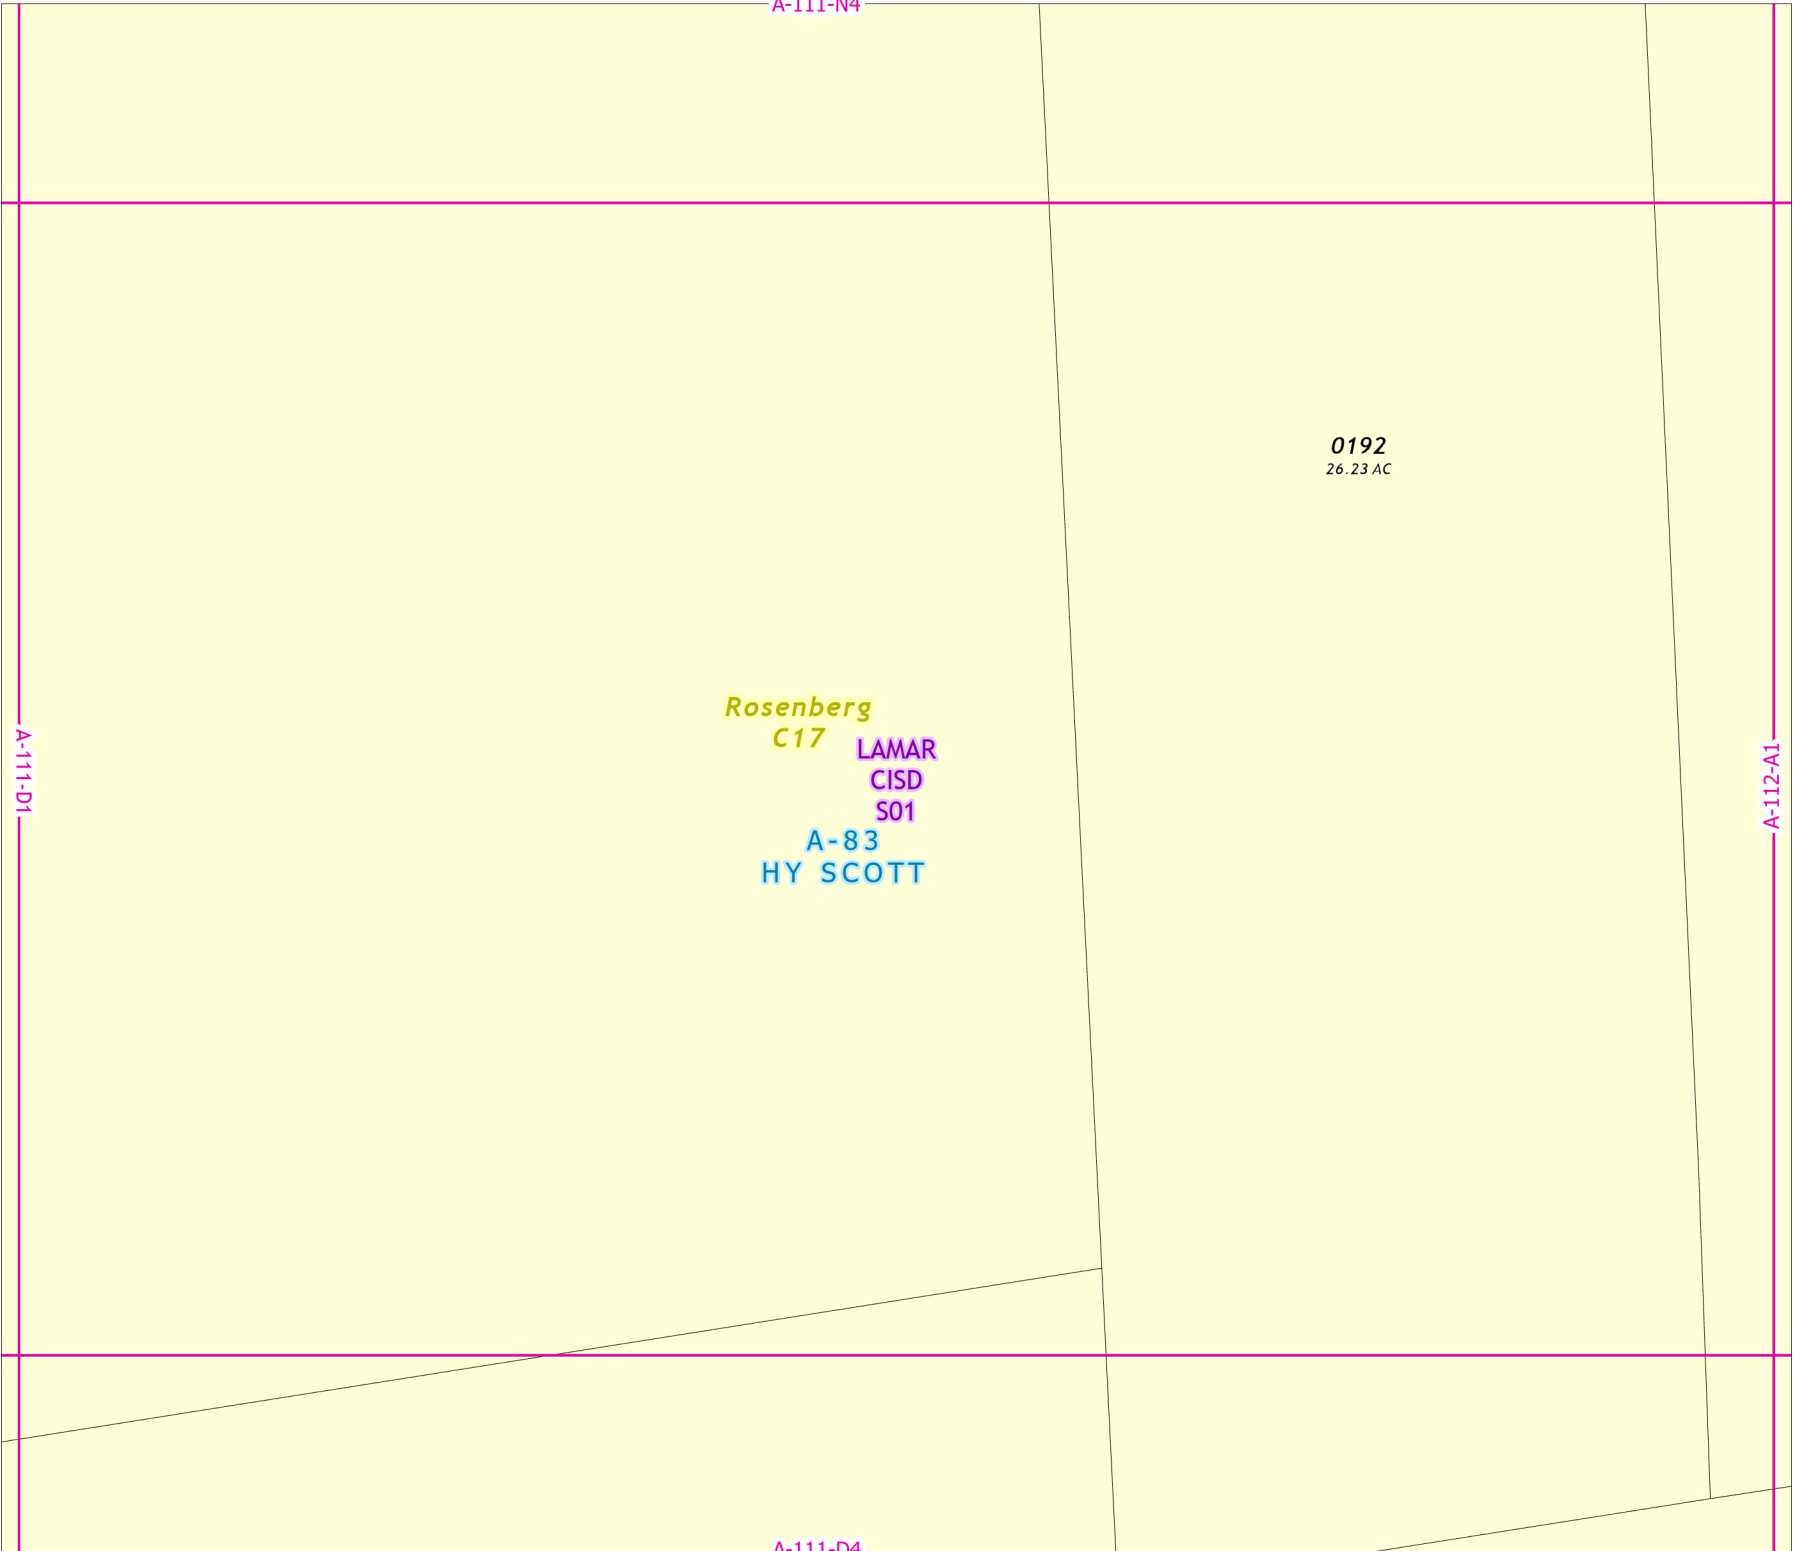 A-111-N4
0192
26.23 AC
Rosenberg
C17
LAMAR
CISD
S01
A-83
HY SCOTT
A-111-D1
A-112-A1
A-111-D4